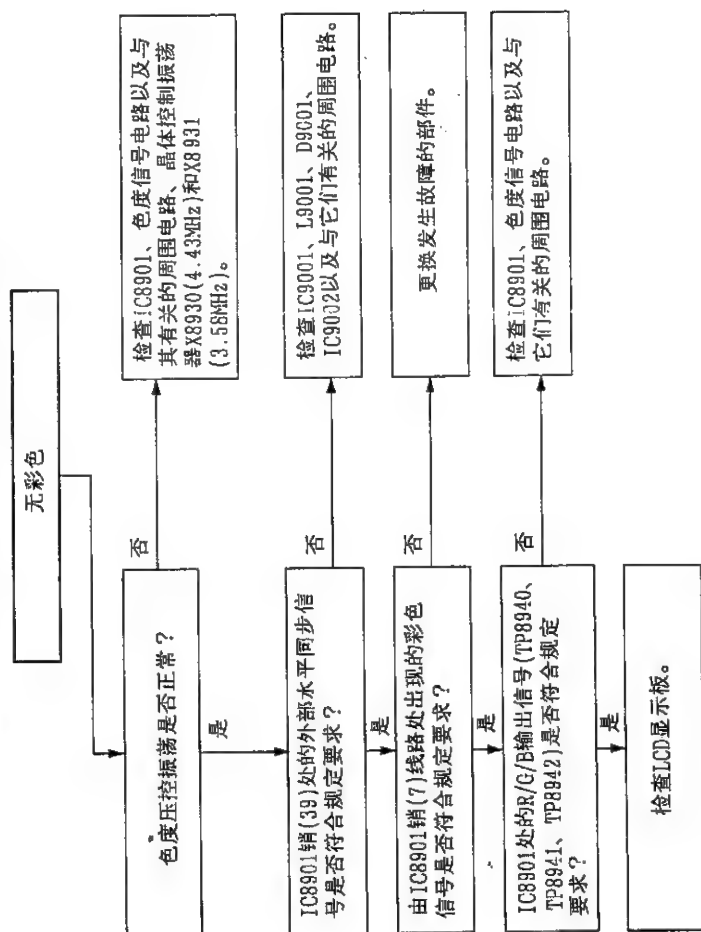 无彩色
色度压控振荡是否正常？
否
检查IC8901、色度信号电路以及与
其有关的周围电路、晶体控制振荡
器X8930(4.43MHz)和X8931
(3.58MHz)。
是
IC8901销(39)处的外部水平同步信
号是否符合规定要求？
否
检查IC9001、L9001、D9001、
IC9002以及与它们有关的周围电路。
是
由IC8901销(7)线路处出现的彩色
信号是否符合规定要求？
否
更换发生故障的部件。
是
IC8901处的R/G/B输出信号(TP8940、
TP8941、TP8942)是否符合规定
要求？
否
检查IC8901、色度信号电路以及与
它们有关的周围电路。
是
检查LCD显示板。